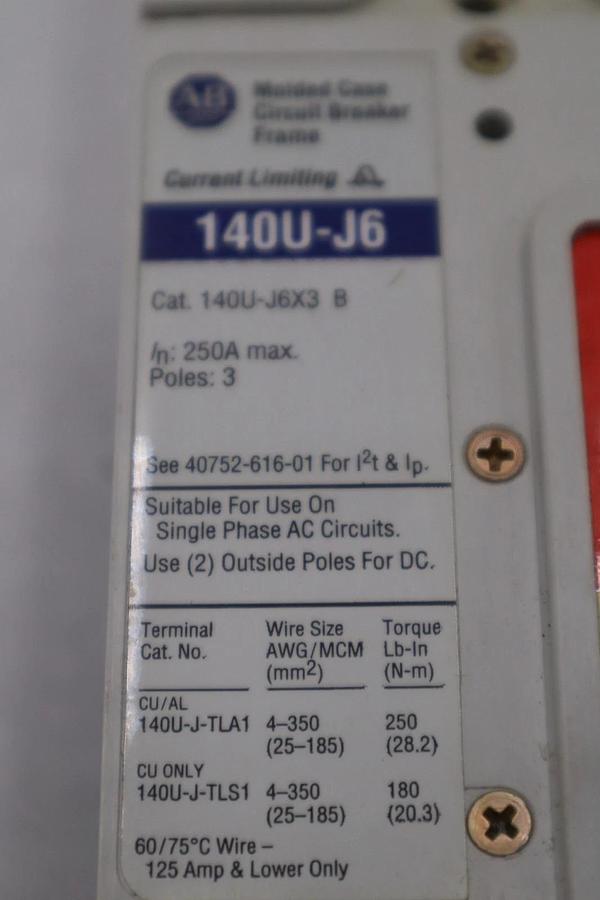 AB
Molded Case
Circuit Breaker
Frame
Current Limiting
140U-J6
Cat. 140U-J6X3 B
In: 250A max.
Poles: 3
See 40752-616-01 For I²t & Ip.
Suitable For Use On
Single Phase AC Circuits.
Use (2) Outside Poles For DC.
Terminal Wire Size Torque
Cat. No. AWG/MCM Lb-In
(mm²) (N-m)
CU/AL
140U-J-TLA1 4–350 250
(25–185) (28.2)
CU ONLY
140U-J-TLS1 4–350 180
(25–185) (20.3)
60/75°C Wire –
125 Amp & Lower Only